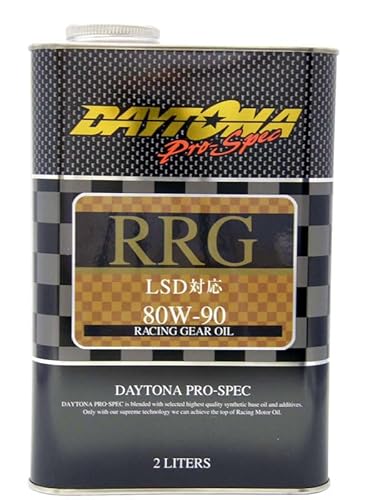 DAYTONA
Pro-Spec
RRG
LSD対応
80W-90
RACING GEAR OIL
DAYTONA PRO-SPEC
DAYTONA PRO-SPEC is blended with selected highest quality synthetic base oil and additives.
Only with our supreme technology we can achieve the top of Racing Motor Oil.
2 LITERS